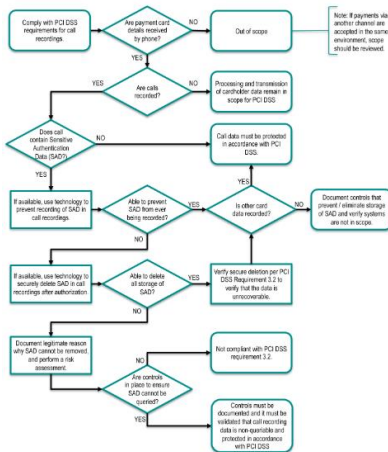 Comply with PCI DSS
requirements for call
recordings.
Are payment card
details received
by phone?
NO
Out of scope
Note: If payments via
another channel are
accepted in the same
environment, scope
should be reviewed.
YES
Are calls
recorded?
NO
Processing and transmission
of cardholder data remain in
scope for PCI DSS.
YES
Does call
contain Sensitive
Authentication
Data (SAD)?
NO
Call data must be protected
in accordance with PCI
DSS.
YES
YES
If available, use technology to
prevent recording of SAD in
call recordings.
Able to prevent
SAD from ever
being recorded?
YES
Is other card
data recorded?
NO
Document controls that
prevent / eliminate storage
of SAD and verify systems
are not in scope.
NO
If available, use technology to
securely delete SAD in call
recordings after authorization.
Able to delete
all storage of
SAD?
YES
Verify secure deletion per PCI
DSS Requirement 3.2 to
verify that the data is
unrecoverable.
NO
Document legitimate reason
why SAD cannot be removed,
and perform a risk
assessment.
NO
Not compliant with PCI DSS
requirement 3.2.
Are controls
in place to ensure
SAD cannot be
queried?
YES
Controls must be
documented and it must be
validated that call recording
data is non-queriable and
protected in accordance
with PCI DSS